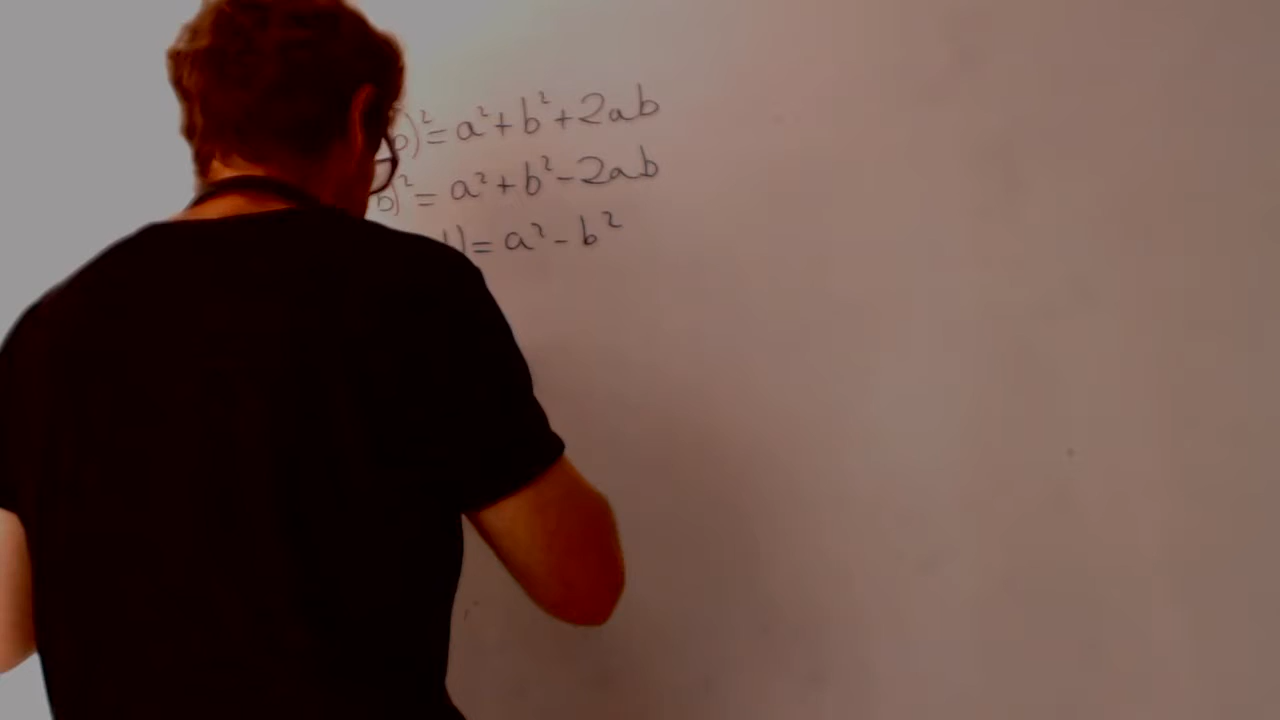 b)² = a² + b² + 2ab
b)² = a² + b² - 2ab
) = a² - b²